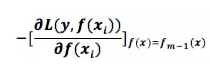 −[∂L(y, f(xᵢ)) / ∂f(xᵢ)]f(x)=fₘ₋₁(x)